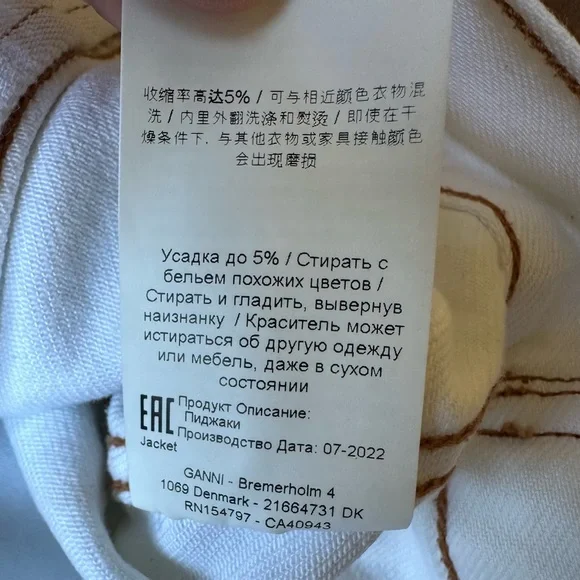 收缩率高达5% / 可与相近颜色衣物混
洗 / 内里外翻洗涤和熨烫 / 即使在干
燥条件下, 与其他衣物或家具接触颜色
会出现磨损
Усадка до 5% / Стирать с
бельем похожих цветов /
Стирать и гладить, вывернув
наизнанку / Краситель может
истираться об другую одежду
или мебель, даже в сухом
состоянии
EAC Продукт Описание:
Пиджаки
Производство Дата: 07-2022
Jacket
GANNI - Bremerholm 4
1069 Denmark - 21664731 DK
RN154797 - CA40943